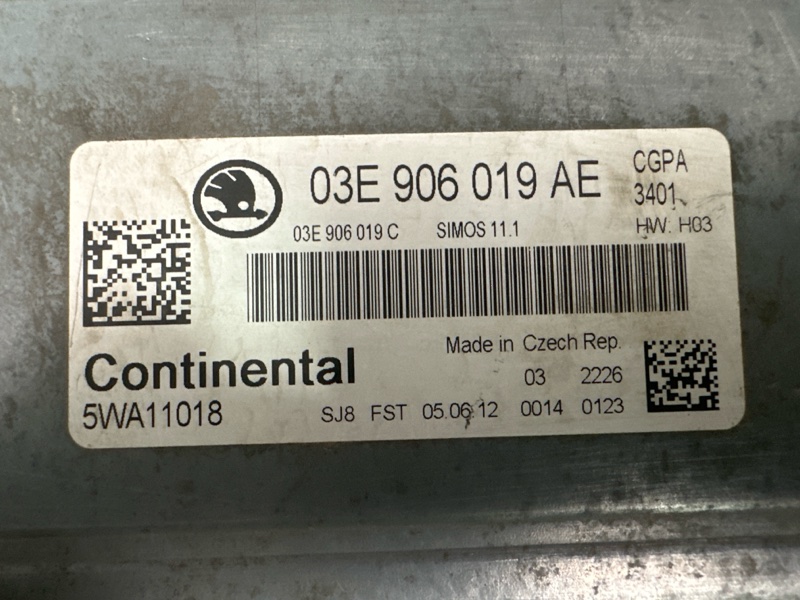 03E 906 019 AE
CGPA
3401
03E 906 019 C SIMOS 11.1
HW: H03
Continental
Made in Czech Rep.
03 2226
5WA11018
SJ8 FST 05.06.12 0014 0123